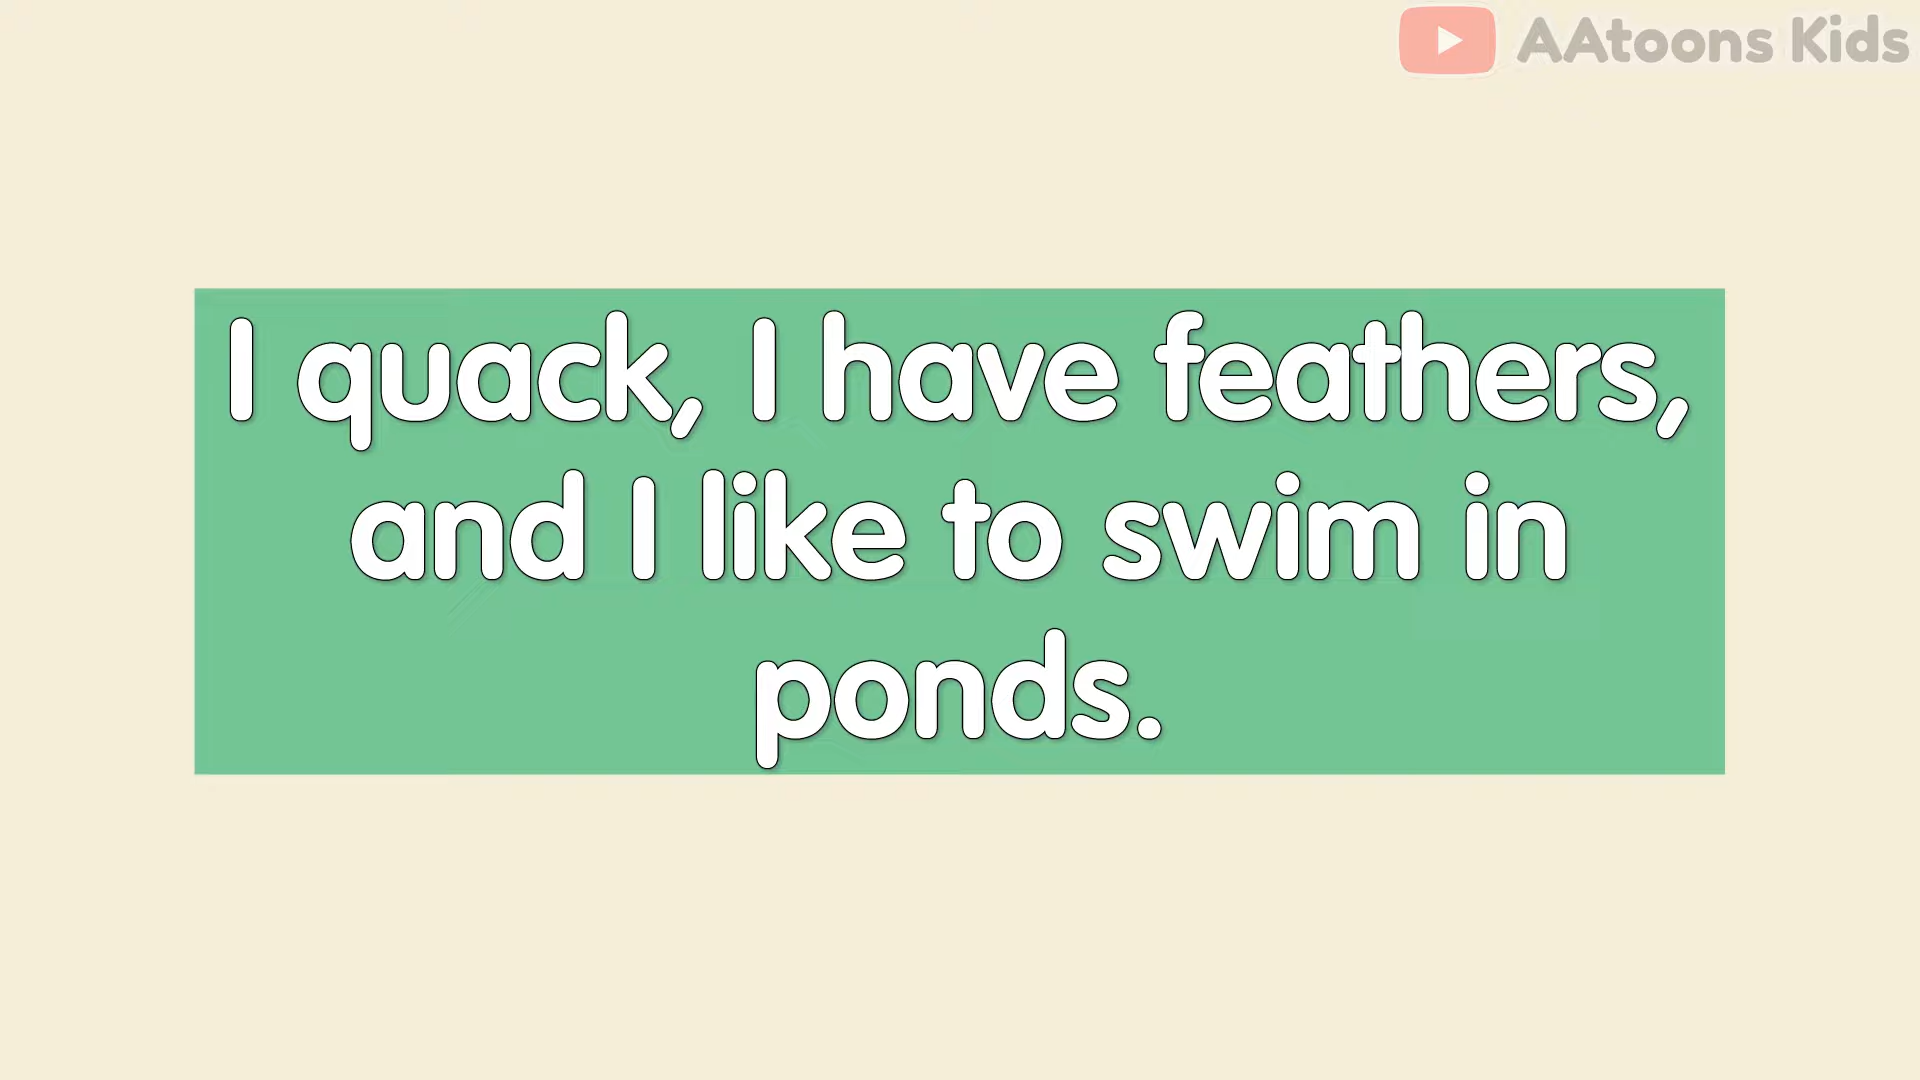 AAtoons Kids
I quack, I have feathers,
and I like to swim in
ponds.